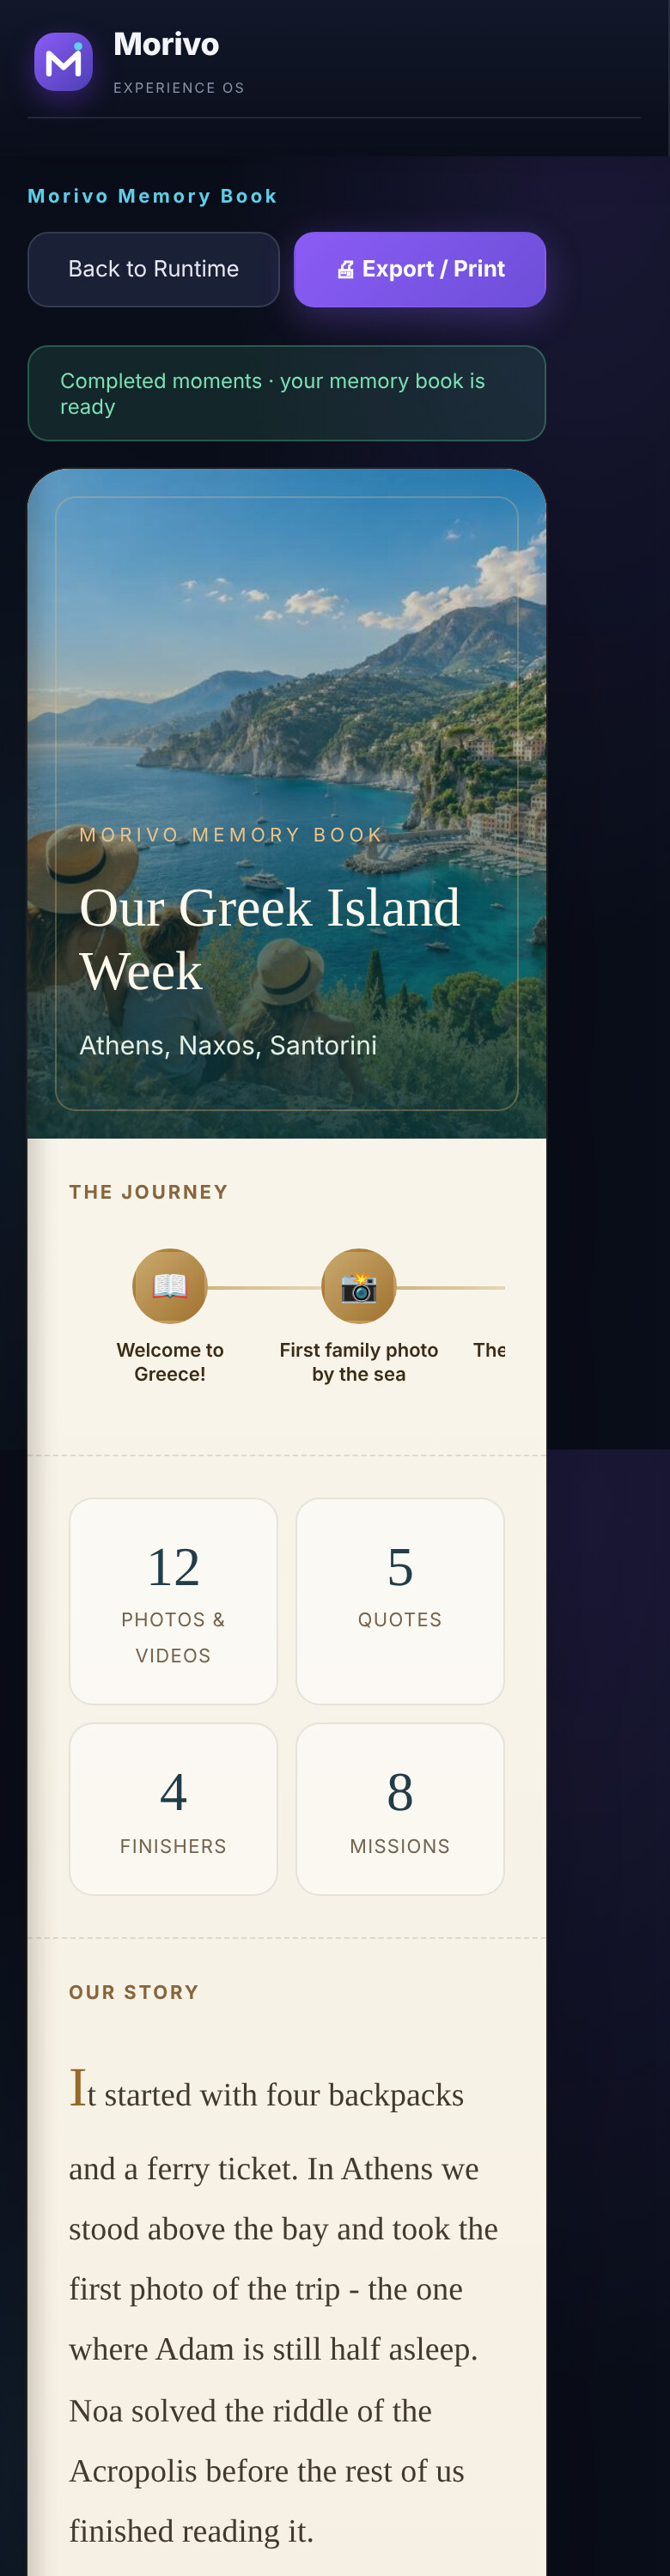 Morivo
EXPERIENCE OS
Morivo Memory Book
Back to Runtime
Export / Print
Completed moments · your memory book is
ready
MORIVO MEMORY BOOK
Our Greek Island
Week
Athens, Naxos, Santorini
THE JOURNEY
Welcome to
Greece!
First family photo
by the sea
The
12
PHOTOS &
VIDEOS
5
QUOTES
4
FINISHERS
8
MISSIONS
OUR STORY
It started with four backpacks
and a ferry ticket. In Athens we
stood above the bay and took the
first photo of the trip - the one
where Adam is still half asleep.
Noa solved the riddle of the
Acropolis before the rest of us
finished reading it.